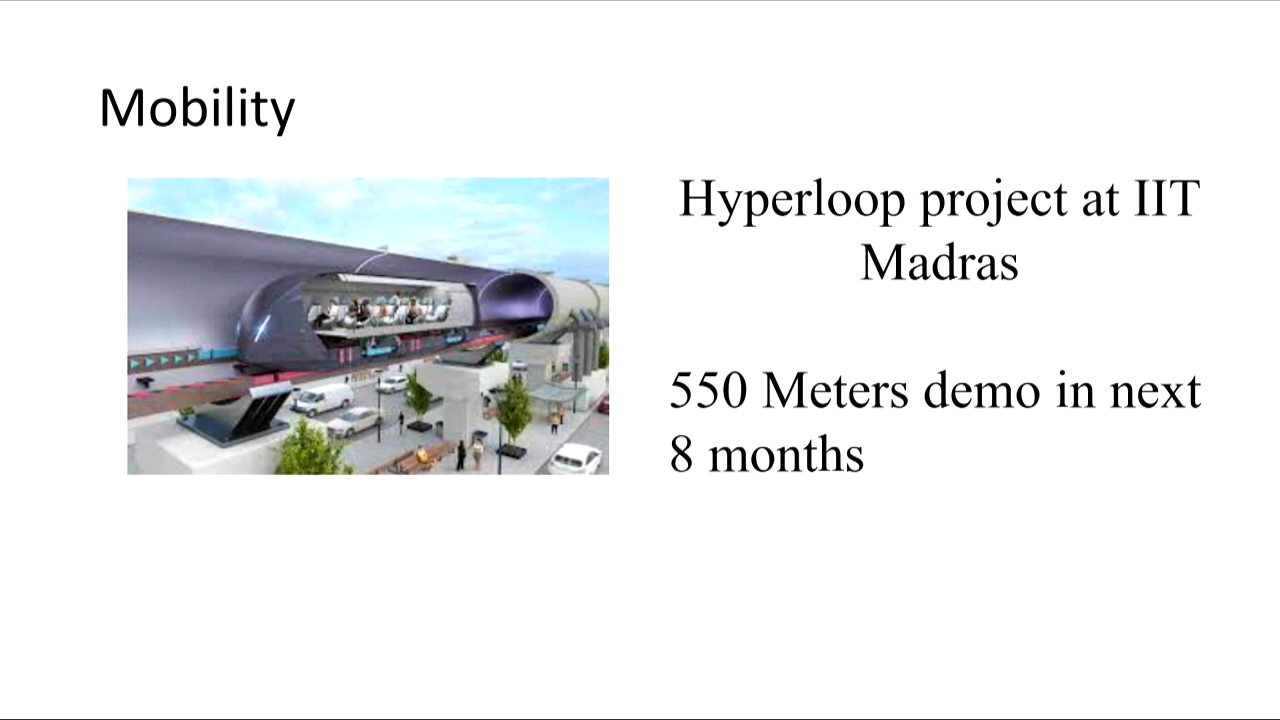 Mobility
Hyperloop project at IIT
Madras
550 Meters demo in next
8 months